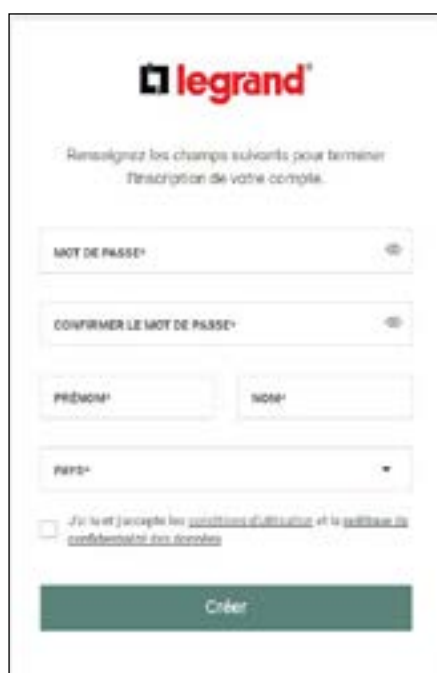 legrand®
Renseignez les champs suivants pour terminer
l'inscription de votre compte.
MOT DE PASSE*
CONFIRMER LE MOT DE PASSE*
PRÉNOM*
NOM*
PAYS*
J'ai lu et j'accepte les conditions d'utilisation et la politique de
confidentialité des données
Créer